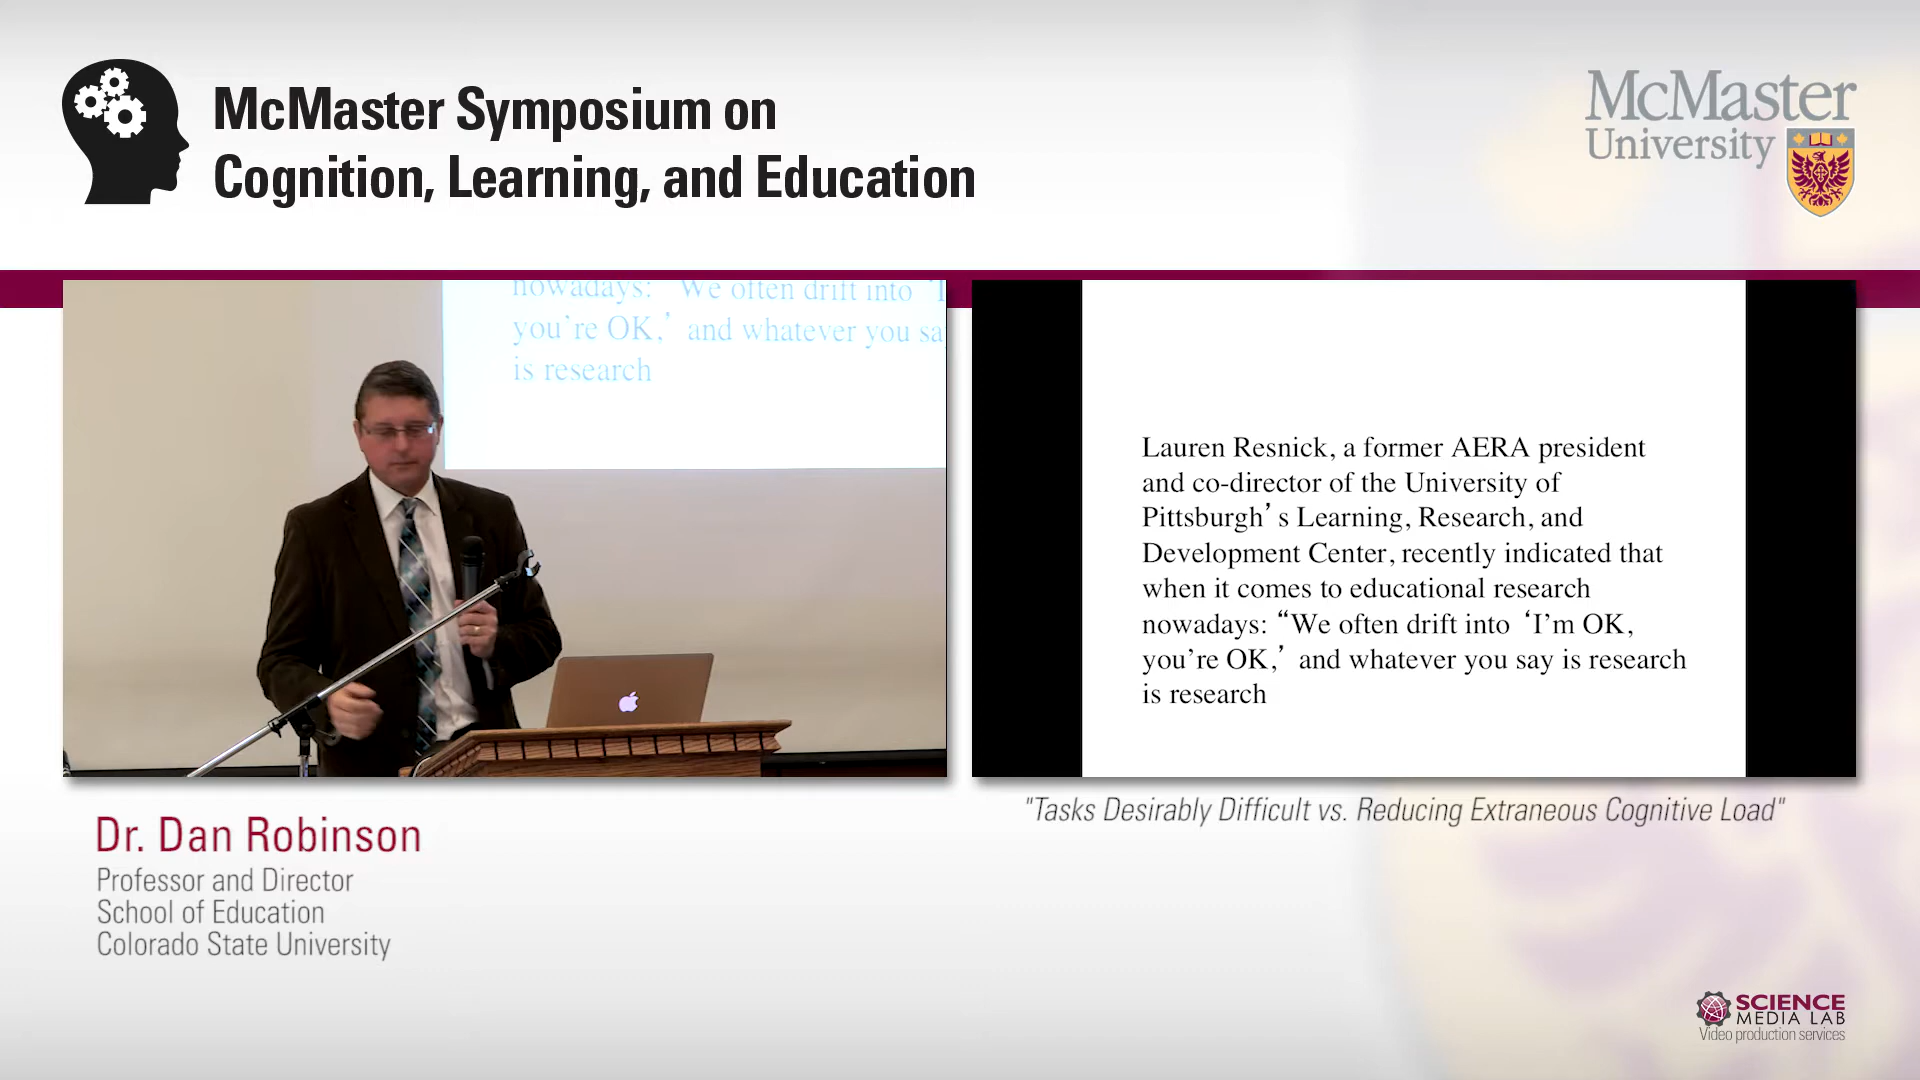 McMaster Symposium on
Cognition, Learning, and Education
McMaster
University
nowadays: We often drift into 'I
you're OK,' and whatever you sa
is research
Lauren Resnick, a former AERA president
and co-director of the University of
Pittsburgh's Learning, Research, and
Development Center, recently indicated that
when it comes to educational research
nowadays: “We often drift into ‘I’m OK,
you’re OK,’ and whatever you say is research
is research
"Tasks Desirably Difficult vs. Reducing Extraneous Cognitive Load"
Dr. Dan Robinson
Professor and Director
School of Education
Colorado State University
SCIENCE
MEDIA LAB
Video production services